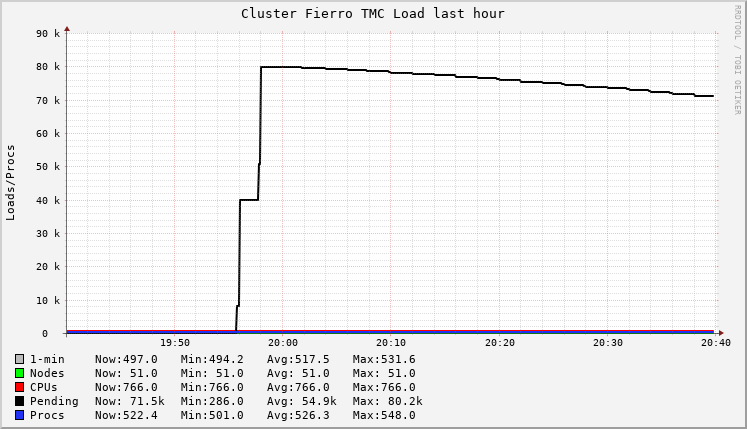 Cluster Fierro TMC Load last hour
RRDTOOL / TOBI OETIKER
Loads/Procs
90 k
80 k
70 k
60 k
50 k
40 k
30 k
20 k
10 k
0
19:50 20:00 20:10 20:20 20:30 20:40
1-min Now:497.0 Min:494.2 Avg:517.5 Max:531.6
Nodes Now: 51.0 Min: 51.0 Avg: 51.0 Max: 51.0
CPUs Now:766.0 Min:766.0 Avg:766.0 Max:766.0
Pending Now: 71.5k Min:286.0 Avg: 54.9k Max: 80.2k
Procs Now:522.4 Min:501.0 Avg:526.3 Max:548.0